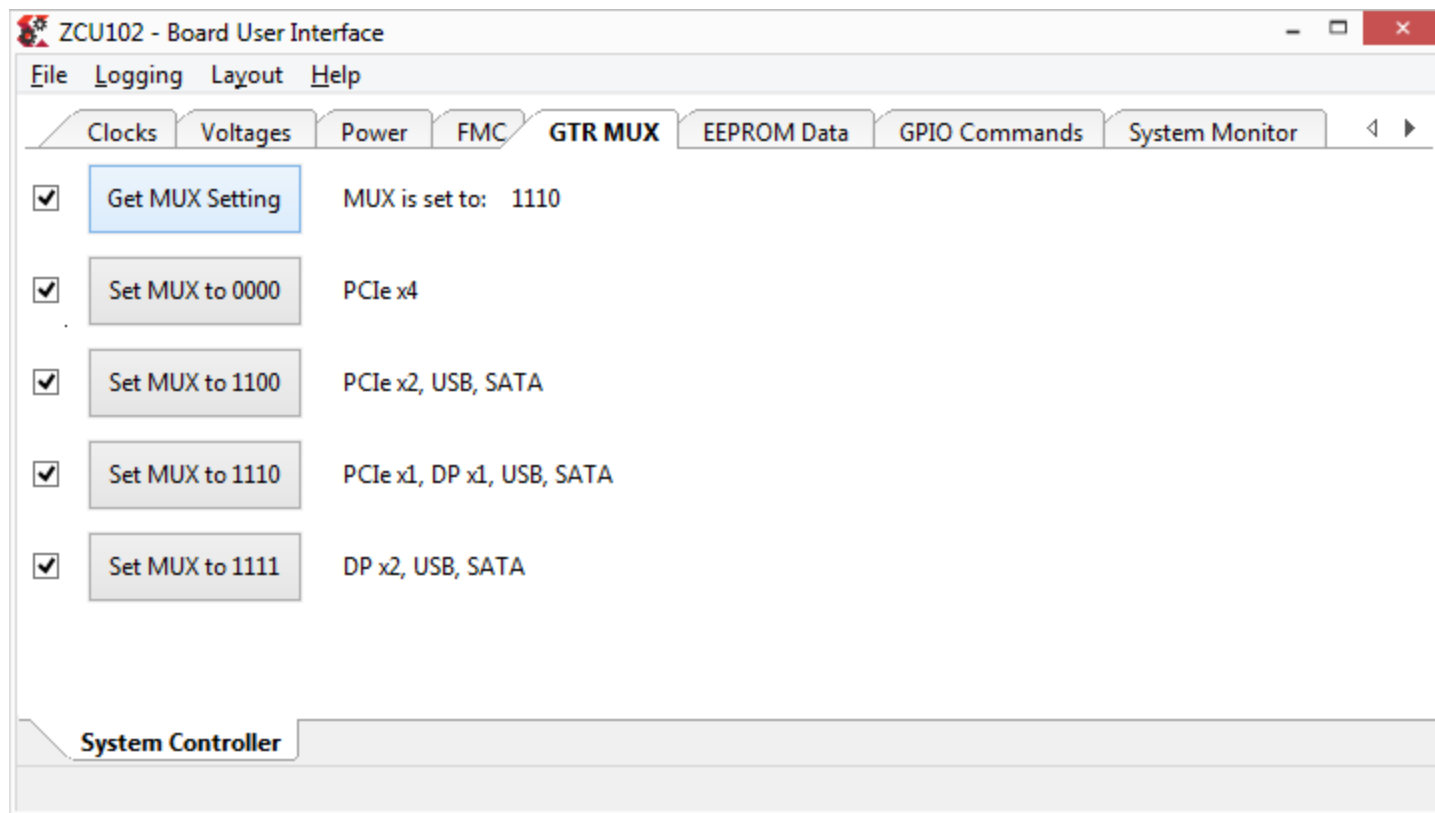 ZCU102 - Board User Interface
File Logging Layout Help
Clocks Voltages Power FMC GTR MUX EEPROM Data GPIO Commands System Monitor
Get MUX Setting MUX is set to: 1110
Set MUX to 0000 PCIe x4
Set MUX to 1100 PCIe x2, USB, SATA
Set MUX to 1110 PCIe x1, DP x1, USB, SATA
Set MUX to 1111 DP x2, USB, SATA
System Controller